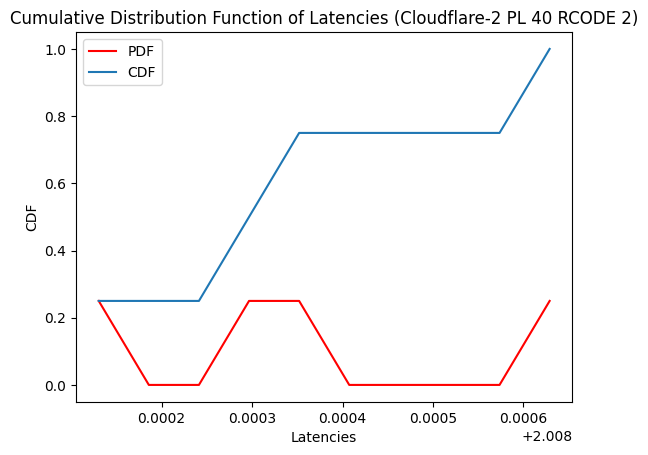 Cumulative Distribution Function of Latencies (Cloudflare-2 PL 40 RCODE 2)
PDF
CDF
1.0
0.8
0.6
0.4
0.2
0.0
CDF
0.0002 0.0003 0.0004 0.0005 0.0006
+2.008
Latencies